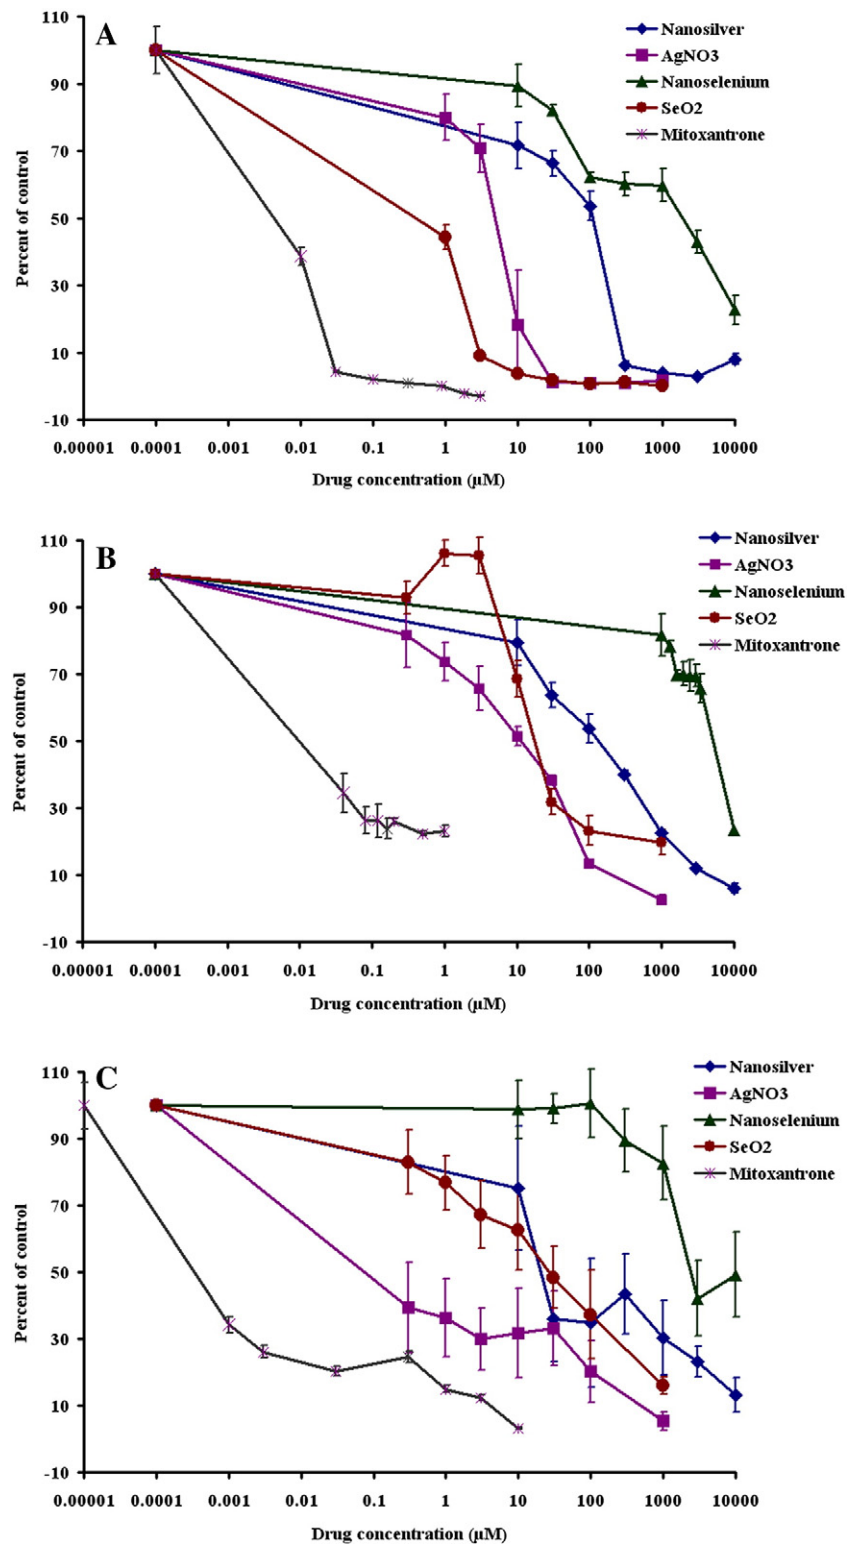 A
Nanosilver
AgNO3
Nanoselenium
SeO2
Mitoxantrone
Percent of control
110
90
70
50
30
10
-10
0.00001 0.0001 0.001 0.01 0.1 1 10 100 1000 10000
Drug concentration (µM)
B
Nanosilver
AgNO3
Nanoselenium
SeO2
Mitoxantrone
Percent of control
110
90
70
50
30
10
-10
0.00001 0.0001 0.001 0.01 0.1 1 10 100 1000 10000
Drug concentration (µM)
C
Nanosilver
AgNO3
Nanoselenium
SeO2
Mitoxantrone
Percent of control
110
90
70
50
30
10
-10
0.00001 0.0001 0.001 0.01 0.1 1 10 100 1000 10000
Drug concentration (µM)